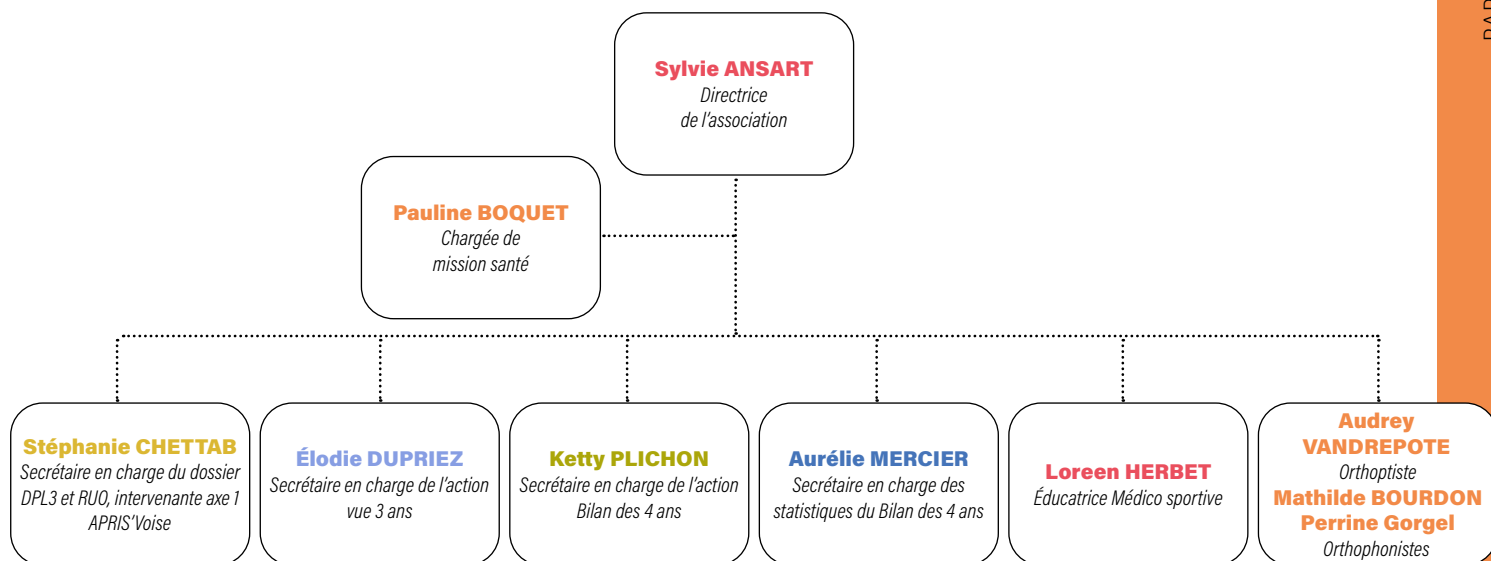 Sylvie ANSART
Directrice
de l'association
Pauline BOQUET
Chargée de
mission santé
Stéphanie CHETTAB
Secrétaire en charge du dossier
DPL3 et RUO, intervenante axe 1
APRIS'Voise
Élodie DUPRIEZ
Secrétaire en charge de l'action
vue 3 ans
Ketty PLICHON
Secrétaire en charge de l'action
Bilan des 4 ans
Aurélie MERCIER
Secrétaire en charge des
statistiques du Bilan des 4 ans
Loreen HERBET
Éducatrice Médico sportive
Audrey
VANDREPOTE
Orthoptiste
Mathilde BOURDON
Perrine Gorgel
Orthophonistes